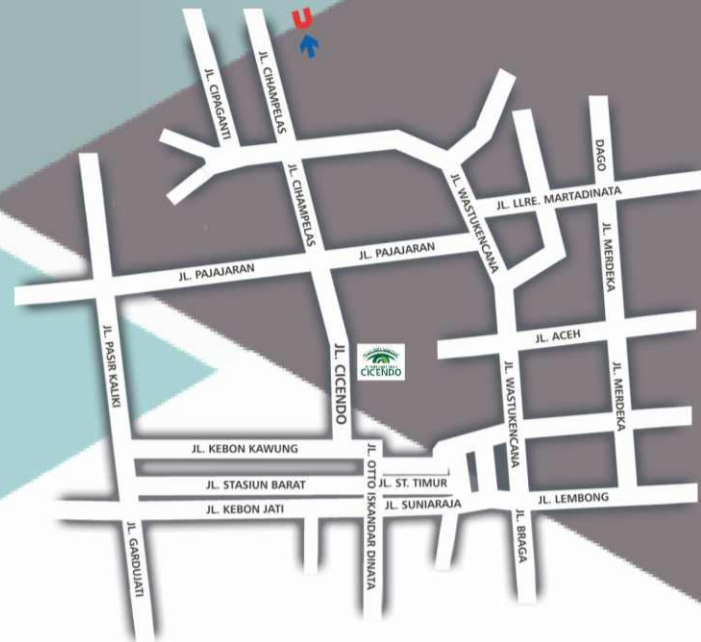 U
JL. CIPAGANTI
JL. CIHAMPELAS
DAGO
JL. CIHAMPELAS
JL. WASTUKENCANA
JL. LLRE. MARTADINATA
JL. PAJAJARAN
JL. PAJAJARAN
JL. MERDEKA
JL. PASIR KALIKI
JL. CICENDO
CICENDO
JL. ACEH
JL. WASTUKENCANA
JL. MERDEKA
JL. KEBON KAWUNG
JL. OTTO ISKANDAR DINATA
JL. STASIUN BARAT
JL. ST. TIMUR
JL. KEBON JATI
JL. SUNIARAJA
JL. LEMBONG
JL. GARDUJATI
JL. BRAGA